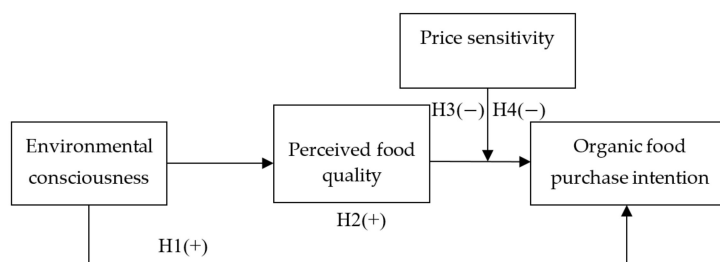 Price sensitivity
H3(−) H4(−)
Environmental
consciousness
Perceived food
quality
Organic food
purchase intention
H2(+)
H1(+)